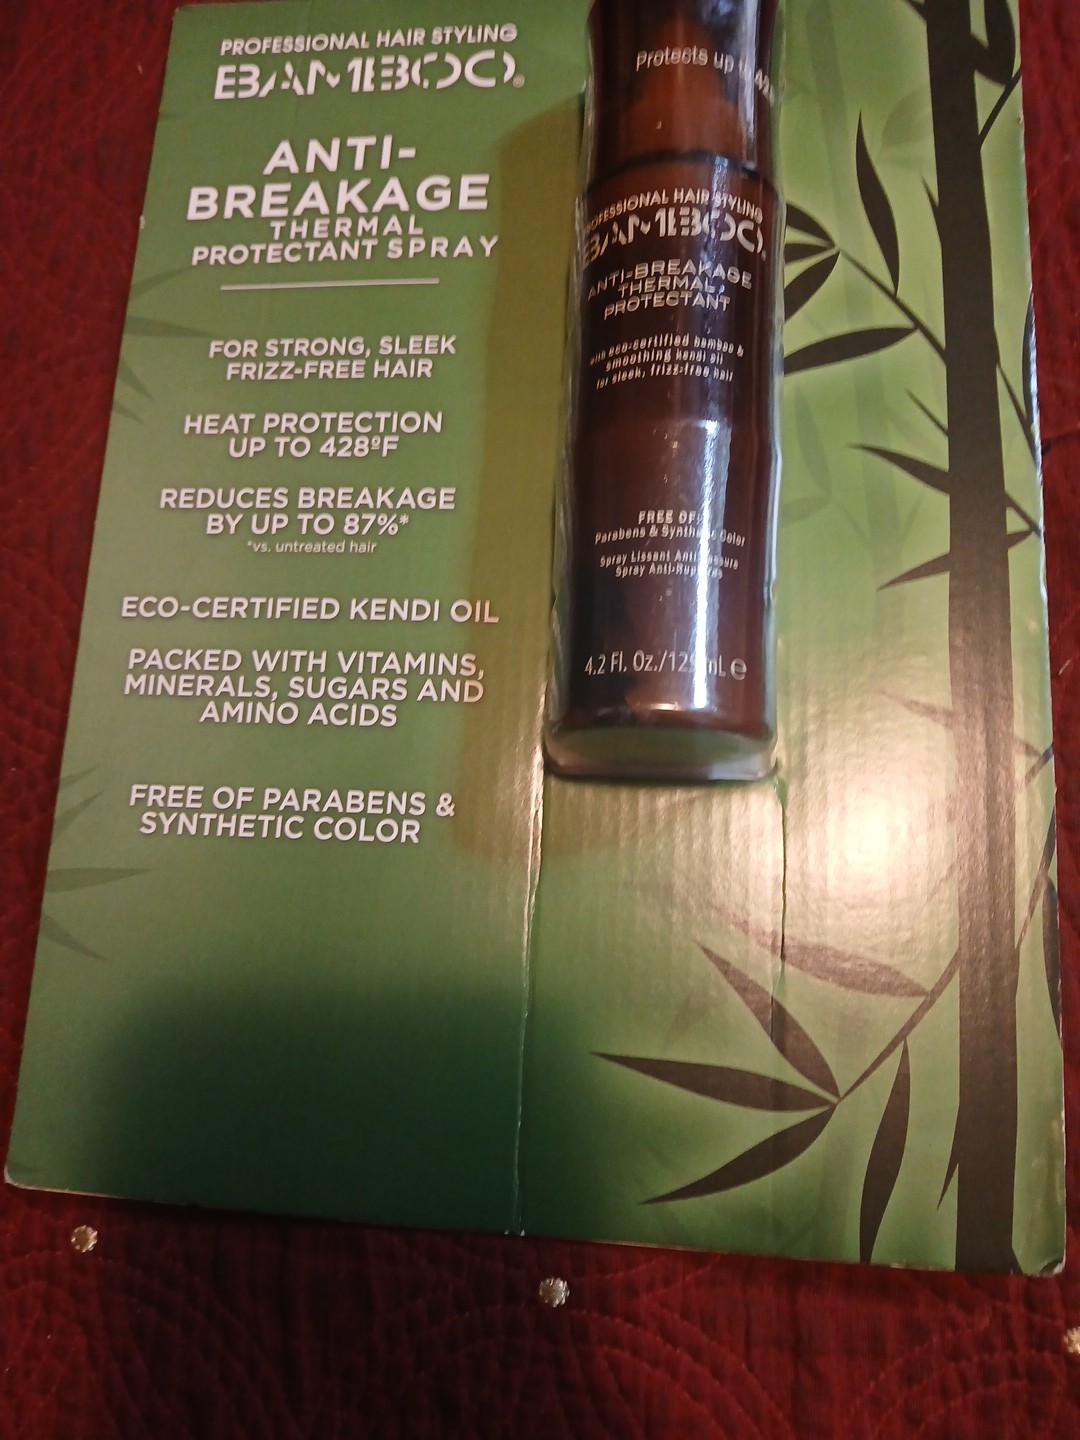 PROFESSIONAL HAIR STYLING
BAMBOO®
ANTI-
BREAKAGE
THERMAL
PROTECTANT SPRAY
FOR STRONG, SLEEK
FRIZZ-FREE HAIR
HEAT PROTECTION
UP TO 428ºF
REDUCES BREAKAGE
BY UP TO 87%*
*vs. untreated hair
ECO-CERTIFIED KENDI OIL
PACKED WITH VITAMINS,
MINERALS, SUGARS AND
AMINO ACIDS
FREE OF PARABENS &
SYNTHETIC COLOR
Protects up
PROFESSIONAL HAIR STYLING
BAMBOO®
ANTI-BREAKAGE
THERMAL
PROTECTANT
with eco-certified bamboo &
smoothing kendi oil
for sleek, frizz-free hair
FREE OF:
Parabens & Synthetic Color
Spray Lissant
Spray
4.2 Fl. Oz./ mL e